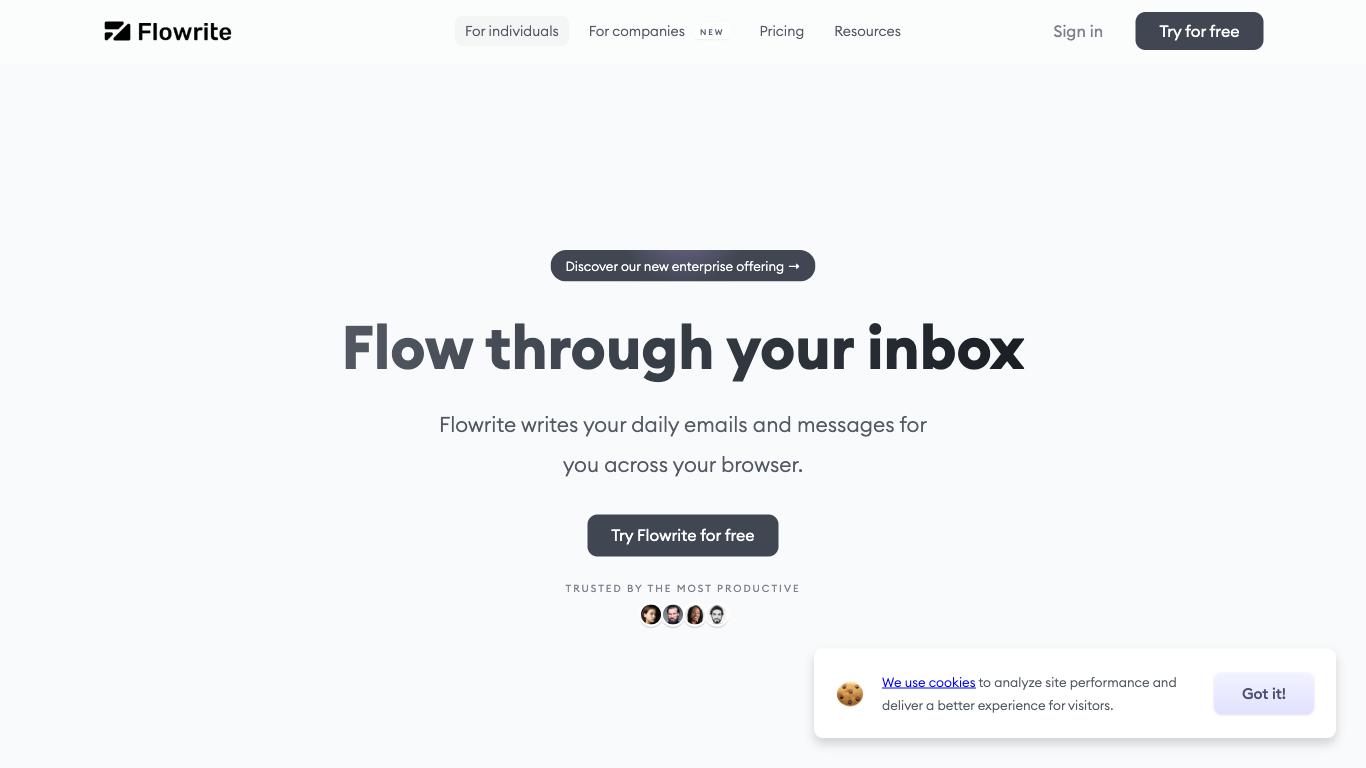 Flowrite
For individuals
For companies NEW
Pricing
Resources
Sign in
Try for free
Discover our new enterprise offering →
Flow through your inbox
Flowrite writes your daily emails and messages for
you across your browser.
Try Flowrite for free
TRUSTED BY THE MOST PRODUCTIVE
We use cookies to analyze site performance and
deliver a better experience for visitors.
Got it!